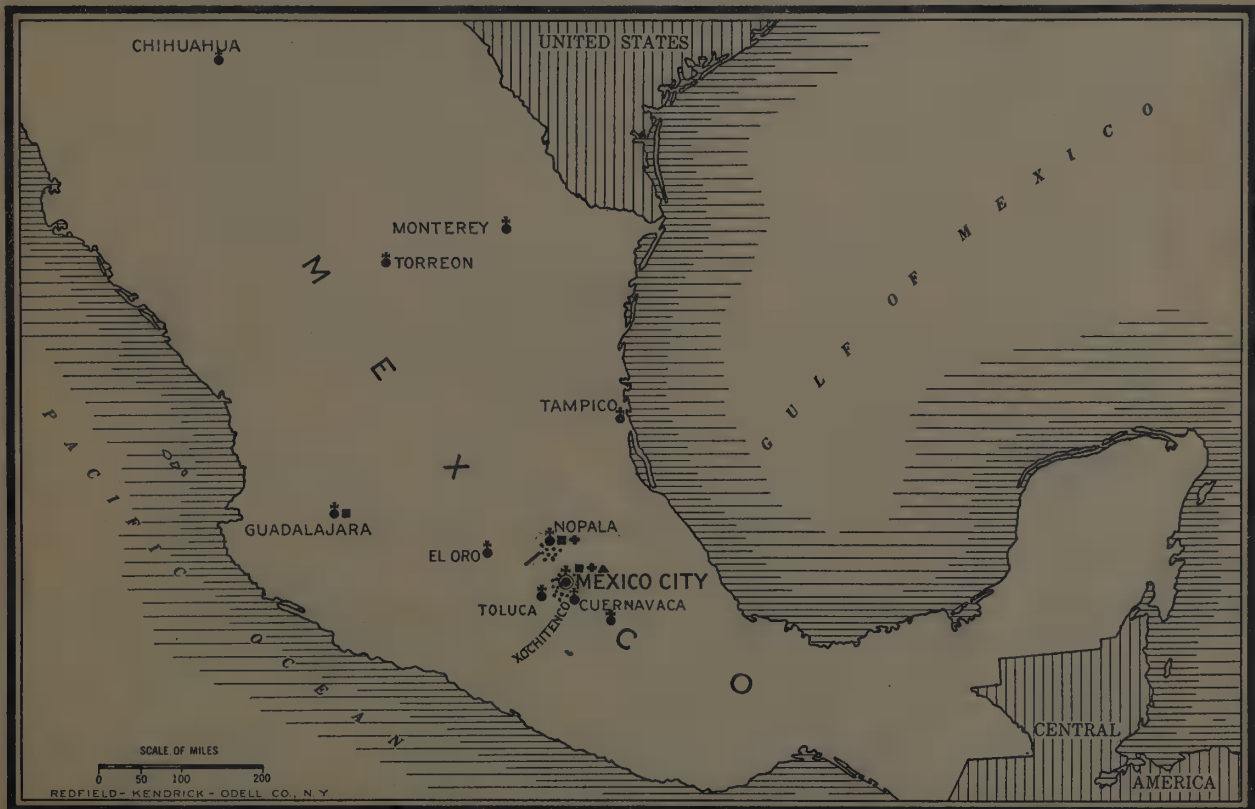 CHIHUAHUA
UNITED STATES
GULF OF MEXICO
MONTEREY
TORREON
MEXICO
TAMPICO
PACIFIC OCEAN
GUADALAJARA
NOPALA
EL ORO
MEXICO CITY
TOLUCA
CUERNAVACA
XOCHITENCO
CENTRAL
AMERICA
SCALE OF MILES
0 50 100 200
REDFIELD-KENDRICK-ODELL CO., N.Y.